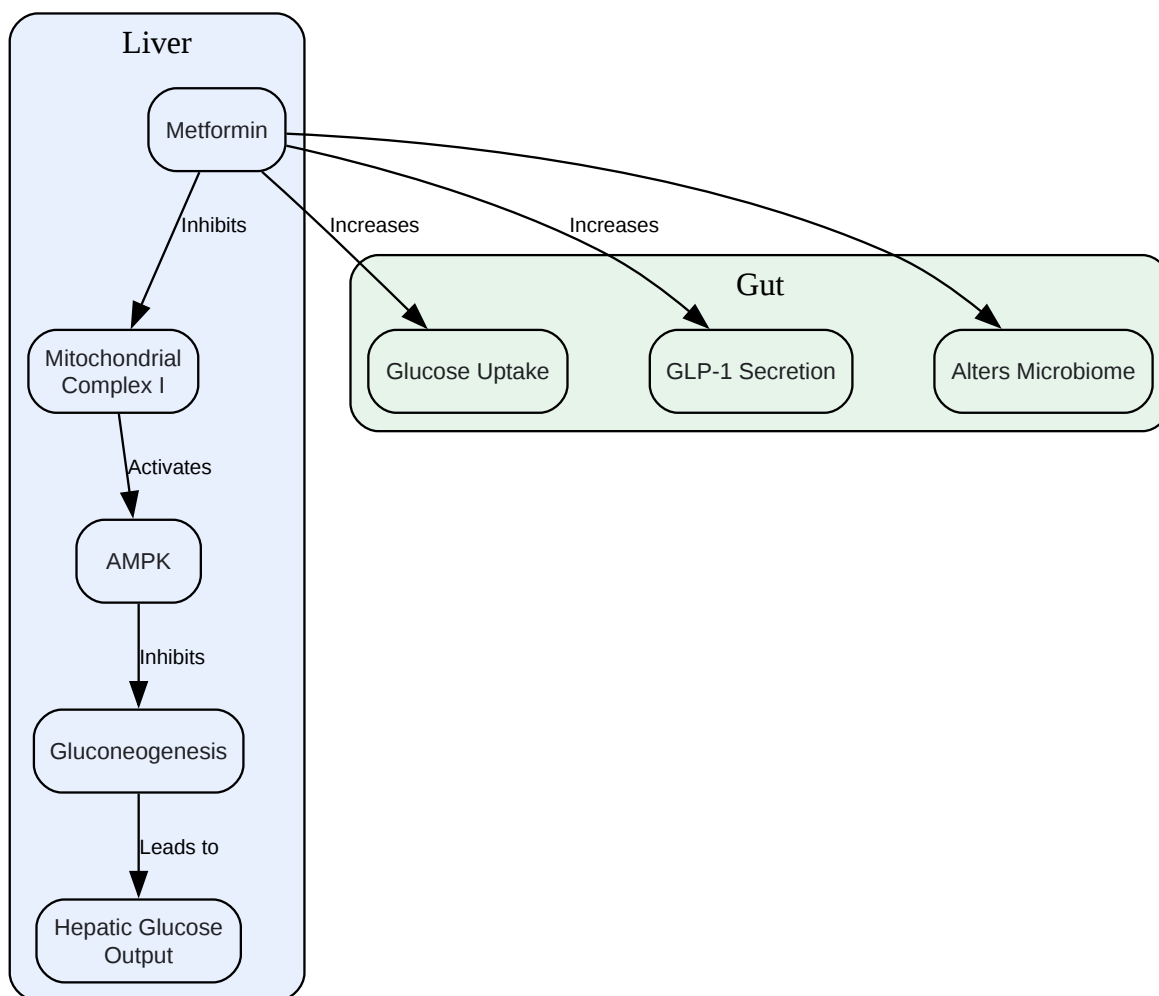 Liver
Metformin
Inhibits
Increases
Increases
Gut
Mitochondrial
Complex I
Glucose Uptake
GLP-1 Secretion
Alters Microbiome
Activates
AMPK
Inhibits
Gluconeogenesis
Leads to
Hepatic Glucose
Output